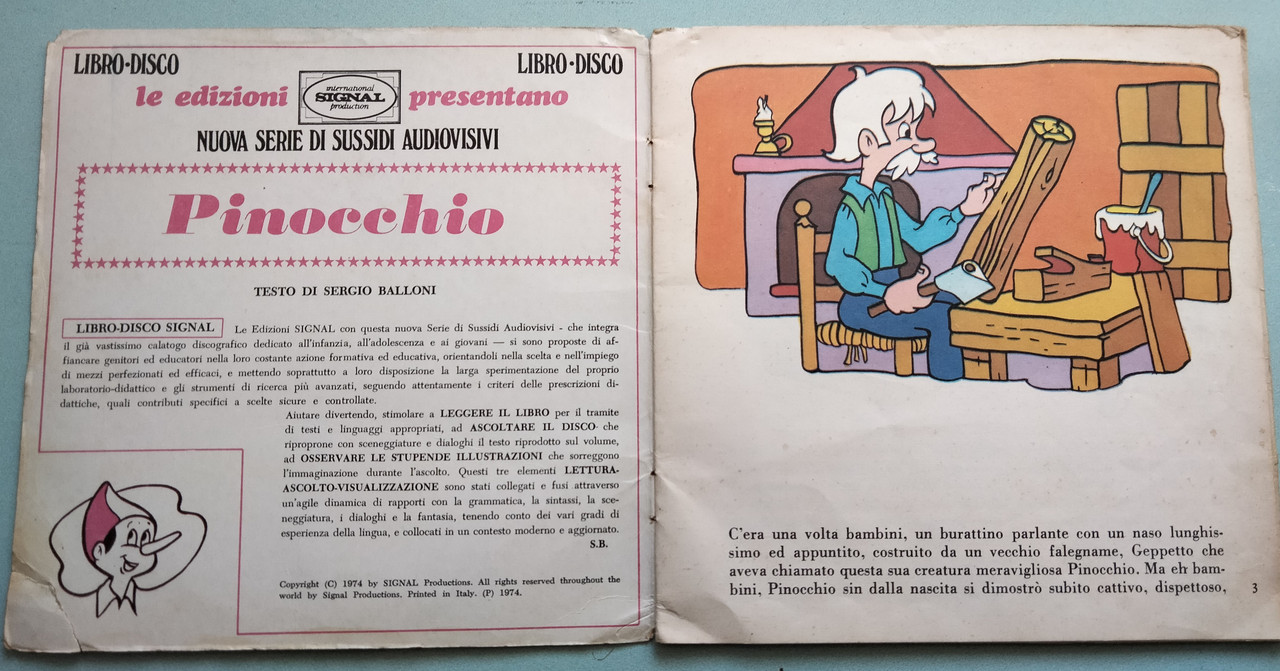 LIBRO·DISCO
LIBRO·DISCO
le edizioni
international
SIGNAL
production
presentano
NUOVA SERIE DI SUSSIDI AUDIOVISIVI
Pinocchio
TESTO DI SERGIO BALLONI
LIBRO-DISCO SIGNAL Le Edizioni SIGNAL con questa nuova Serie di Sussidi Audiovisivi - che integra
il già vastissimo calatogo discografico dedicato all'infanzia, all'adolescenza e ai giovani — si sono proposte di af-
fiancare genitori ed educatori nella loro costante azione formativa ed educativa, orientandoli nella scelta e nell'impiego
di mezzi perfezionati ed efficaci, e mettendo soprattutto a loro disposizione la larga sperimentazione del proprio
laboratorio-didattico e gli strumenti di ricerca più avanzati, seguendo attentamente i criteri delle prescrizioni di-
dattiche, quali contributi specifici a scelte sicure e controllate.
Aiutare divertendo, stimolare a LEGGERE IL LIBRO per il tramite
di testi e linguaggi appropriati, ad ASCOLTARE IL DISCO che
ripropone con sceneggiature e dialoghi il testo riprodotto sul volume,
ad OSSERVARE LE STUPENDE ILLUSTRAZIONI che sorreggono
l'immaginazione durante l'ascolto. Questi tre elementi LETTURA-
ASCOLTO-VISUALIZZAZIONE sono stati collegati e fusi attraverso
un'agile dinamica di rapporti con la grammatica, la sintassi, la sce-
neggiatura, i dialoghi e la fantasia, tenendo conto dei vari gradi di
esperienza della lingua, e collocati in un contesto moderno e aggiornato.
S.B.
Copyright (C) 1974 by SIGNAL Productions. All rights reserved throughout the
world by Signal Productions. Printed in Italy. (P) 1974.
C'era una volta bambini, un burattino parlante con un naso lunghis-
simo ed appuntito, costruito da un vecchio falegname, Geppetto che
aveva chiamato questa sua creatura meravigliosa Pinocchio. Ma eh bam-
bini, Pinocchio sin dalla nascita si dimostrò subito cattivo, dispettoso,
3